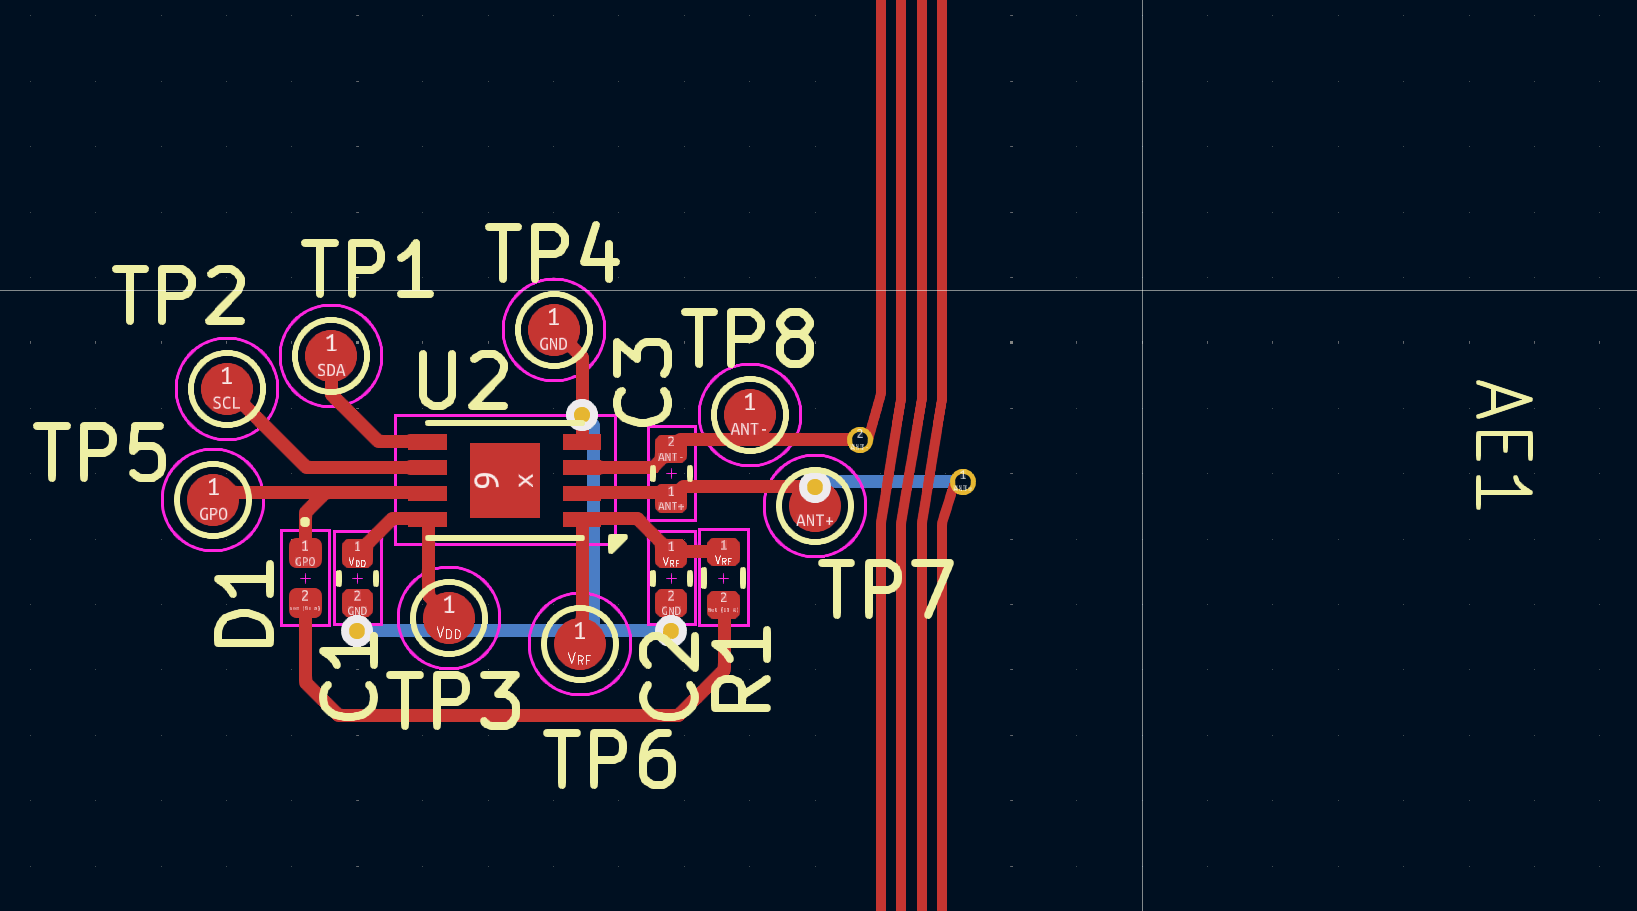 TP4
TP1
TP2
1
GND
TP8
1
SDA
U2
C3
1
SCL
AE1
TP5
1
ANT-
2
ANT-
2
1
GPO
9
x
1
ANT+
1
ANT+
1
GPO
1
VDD
1
VRF
1
VRF
TP7
2
2
GND
2
GND
2
D1
1
VDD
1
VRF
C1
TP3
C2
R1
TP6